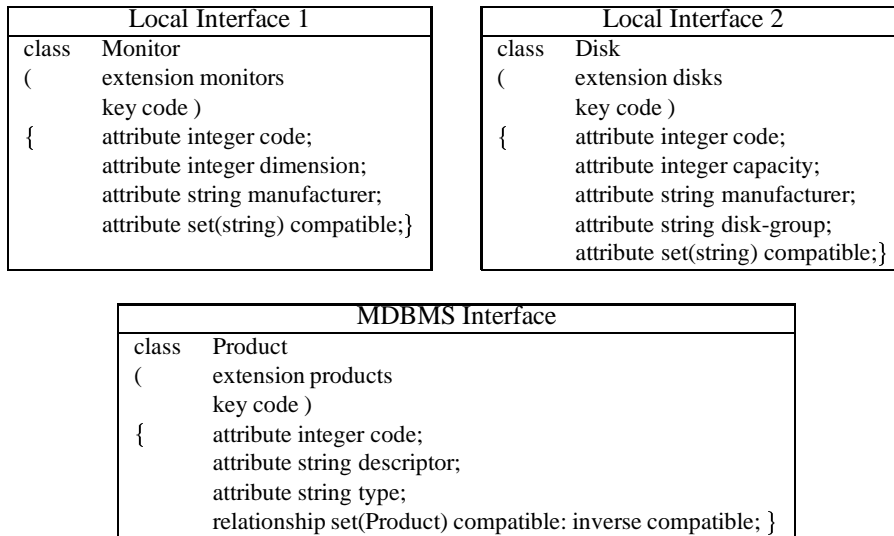 Local Interface 1
class Monitor
( extension monitors
key code )
{ attribute integer code;
attribute integer dimension;
attribute string manufacturer;
attribute set(string) compatible;}
Local Interface 2
class Disk
( extension disks
key code )
{ attribute integer code;
attribute integer capacity;
attribute string manufacturer;
attribute string disk-group;
attribute set(string) compatible;}
MDBMS Interface
class Product
( extension products
key code )
{ attribute integer code;
attribute string descriptor;
attribute string type;
relationship set(Product) compatible: inverse compatible; }